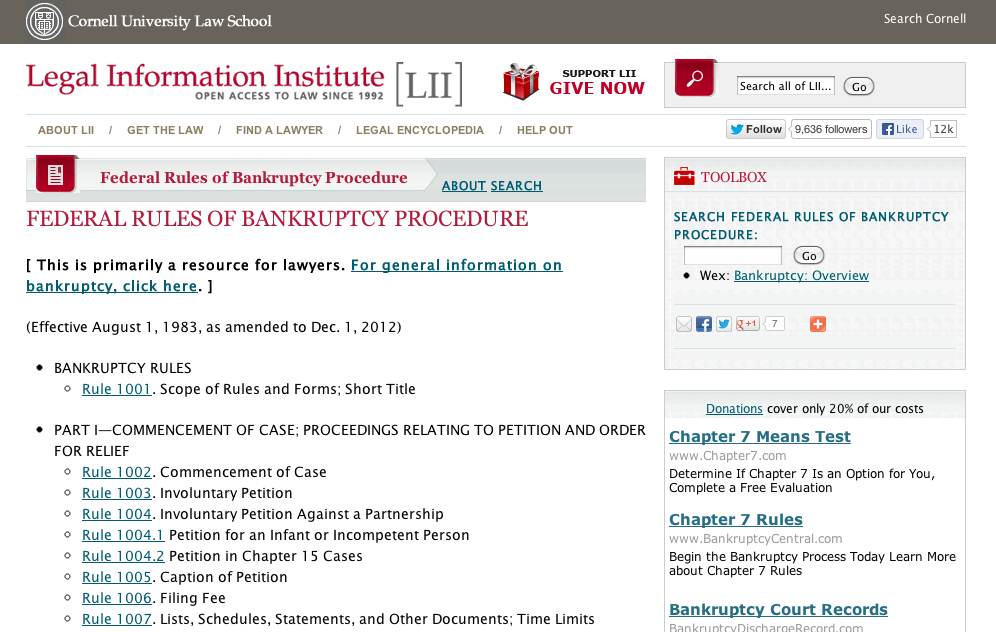 Cornell University Law School
Search Cornell
Legal Information Institute [LII]
OPEN ACCESS TO LAW SINCE 1992
SUPPORT LII
GIVE NOW
Search all of LII... Go
ABOUT LII / GET THE LAW / FIND A LAWYER / LEGAL ENCYCLOPEDIA / HELP OUT
Follow 9,636 followers Like 12k
Federal Rules of Bankruptcy Procedure
ABOUT SEARCH
FEDERAL RULES OF BANKRUPTCY PROCEDURE
[ This is primarily a resource for lawyers. For general information on
bankruptcy, click here. ]
(Effective August 1, 1983, as amended to Dec. 1, 2012)
BANKRUPTCY RULES
Rule 1001. Scope of Rules and Forms; Short Title
PART I—COMMENCEMENT OF CASE; PROCEEDINGS RELATING TO PETITION AND ORDER
FOR RELIEF
Rule 1002. Commencement of Case
Rule 1003. Involuntary Petition
Rule 1004. Involuntary Petition Against a Partnership
Rule 1004.1 Petition for an Infant or Incompetent Person
Rule 1004.2 Petition in Chapter 15 Cases
Rule 1005. Caption of Petition
Rule 1006. Filing Fee
Rule 1007. Lists, Schedules, Statements, and Other Documents; Time Limits
TOOLBOX
SEARCH FEDERAL RULES OF BANKRUPTCY
PROCEDURE:
Go
Wex: Bankruptcy: Overview
g +1 7
Donations cover only 20% of our costs
Chapter 7 Means Test
www.Chapter7.com
Determine If Chapter 7 Is an Option for You,
Complete a Free Evaluation
Chapter 7 Rules
www.BankruptcyCentral.com
Begin the Bankruptcy Process Today Learn More
about Chapter 7 Rules
Bankruptcy Court Records
BankruptcyDischargeRecord.com